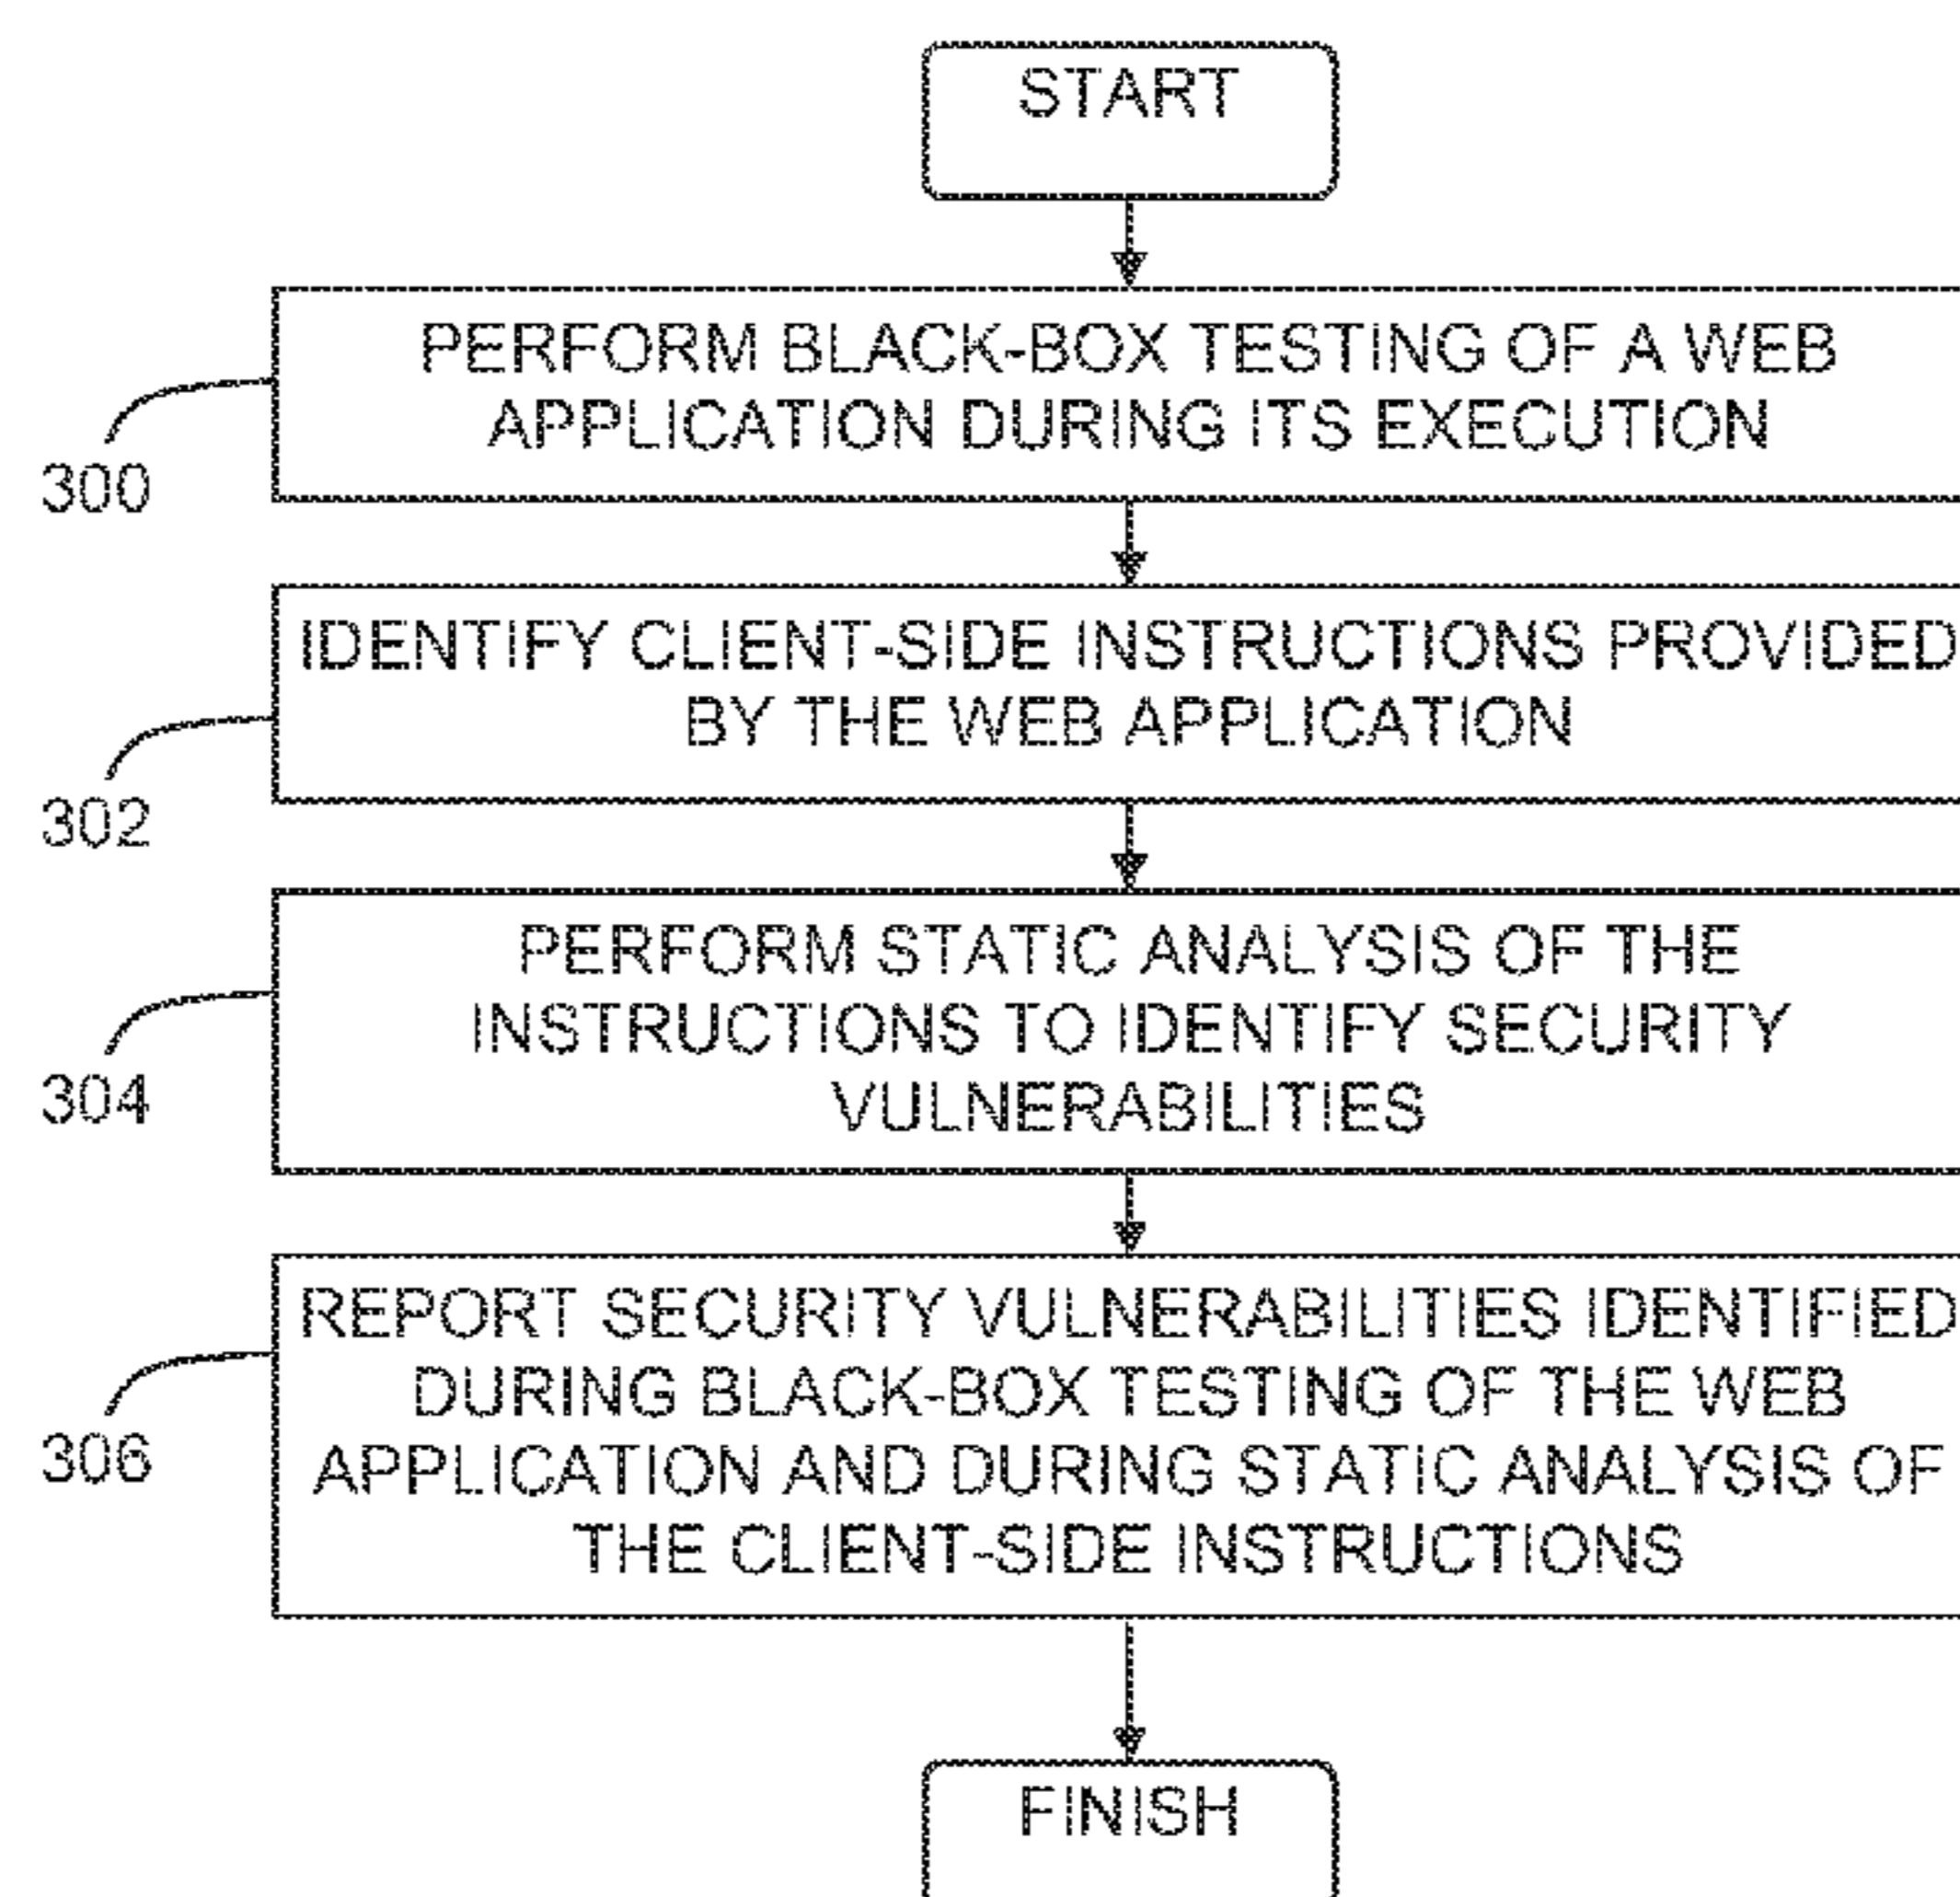 START
PERFORM BLACK-BOX TESTING OF A WEB
APPLICATION DURING ITS EXECUTION
300
IDENTIFY CLIENT-SIDE INSTRUCTIONS PROVIDED
BY THE WEB APPLICATION
302
PERFORM STATIC ANALYSIS OF THE
INSTRUCTIONS TO IDENTIFY SECURITY
VULNERABILITIES
304
REPORT SECURITY VULNERABILITIES IDENTIFIED
DURING BLACK-BOX TESTING OF THE WEB
APPLICATION AND DURING STATIC ANALYSIS OF
THE CLIENT-SIDE INSTRUCTIONS
306
FINISH